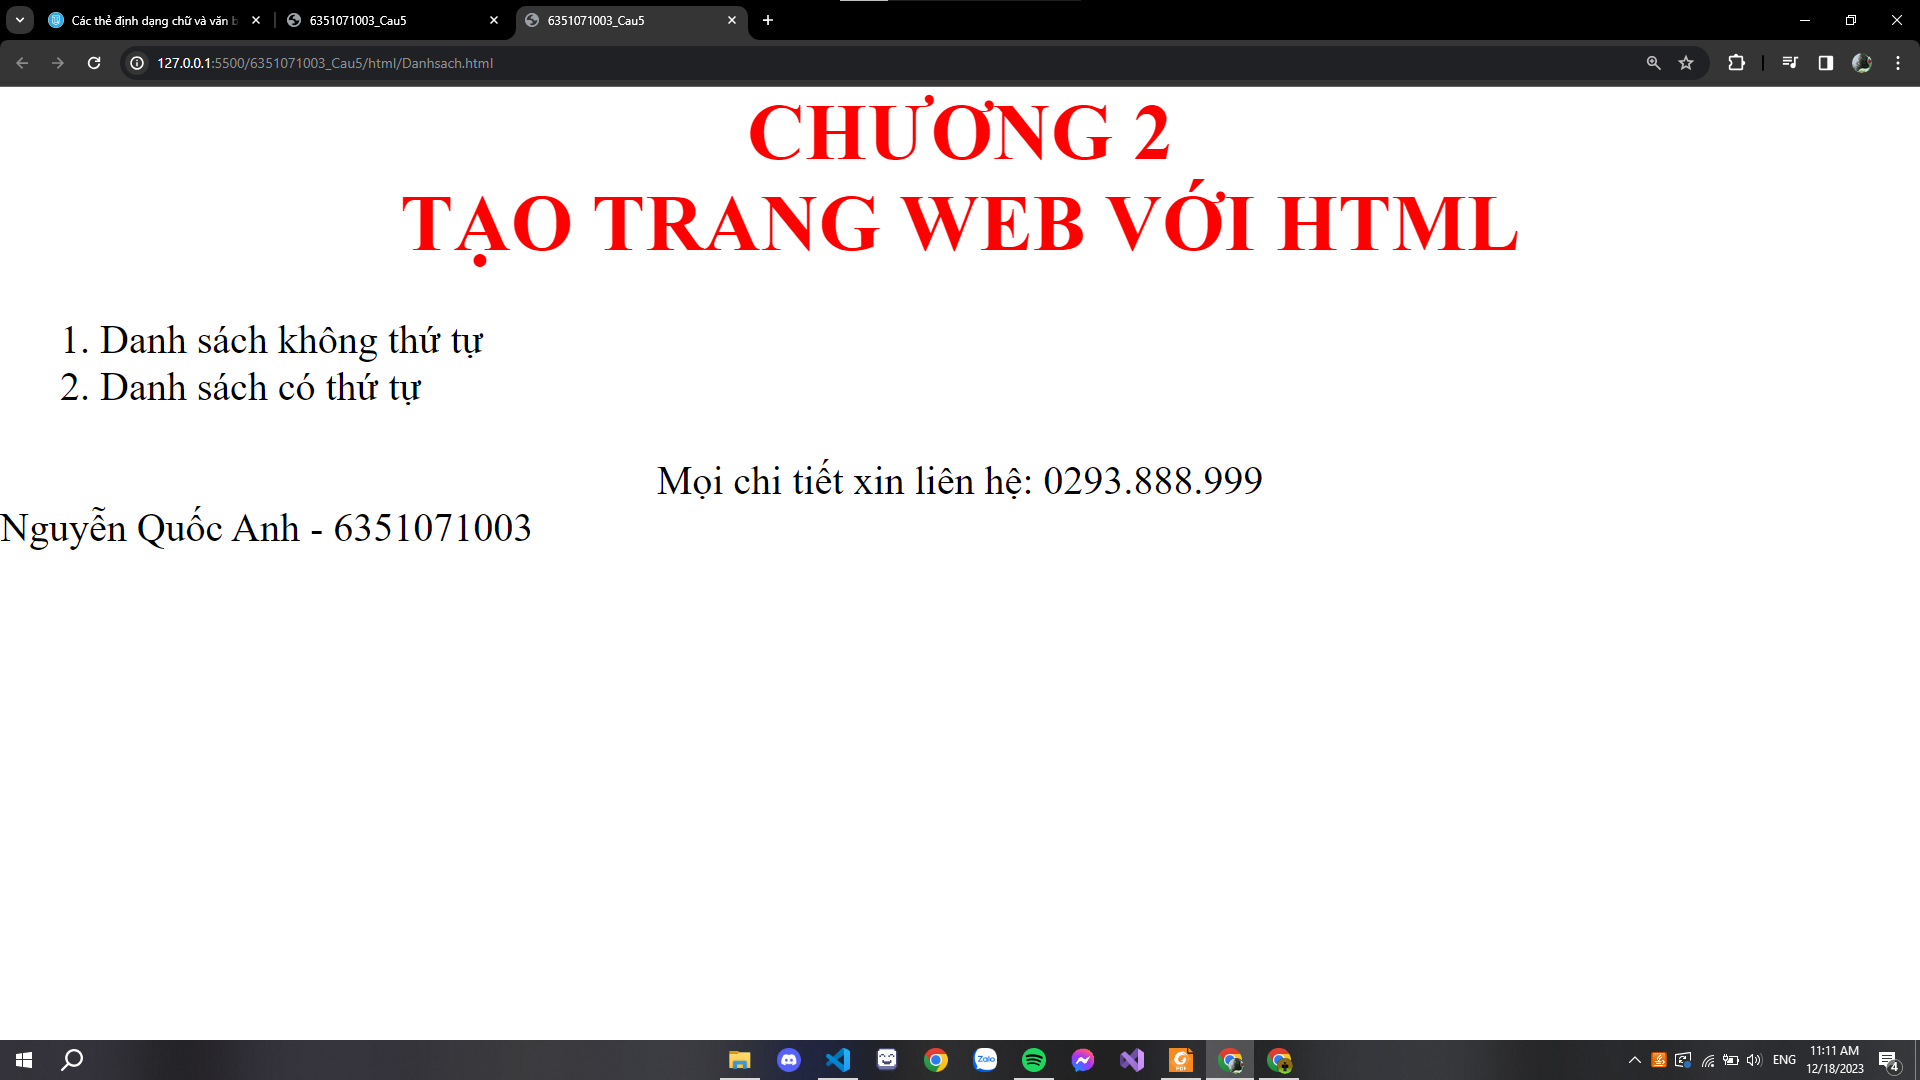 Các thẻ định dạng chữ và văn b
6351071003_Cau5
6351071003_Cau5
127.0.0.1:5500/6351071003_Cau5/html/Danhsach.html
CHƯƠNG 2
TẠO TRANG WEB VỚI HTML
1. Danh sách không thứ tự
2. Danh sách có thứ tự
Mọi chi tiết xin liên hệ: 0293.888.999
Nguyễn Quốc Anh - 6351071003
Zalo
PDF
ENG
11:11 AM
12/18/2023
4